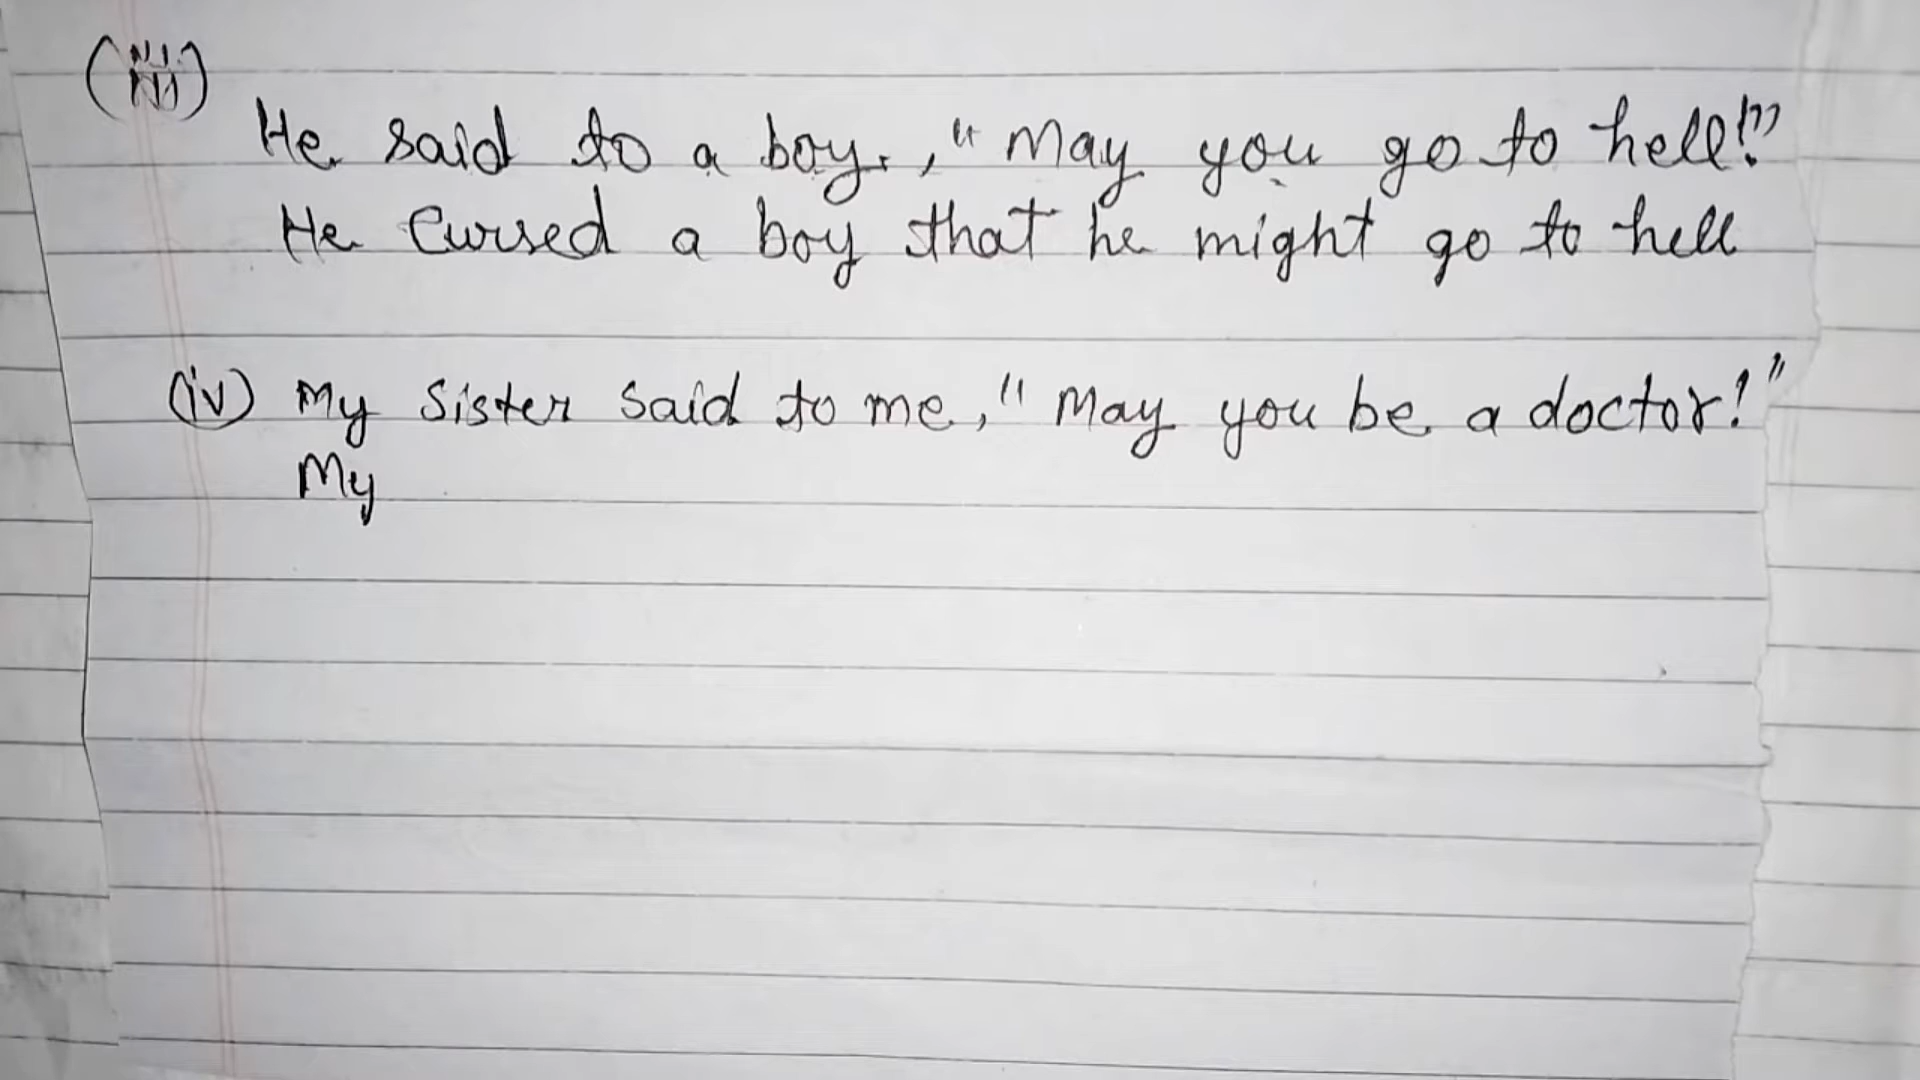 (iii)
He said to a boy, "May you go to hell!"
He cursed a boy that he might go to hell
(iv) My sister said to me, "May you be a doctor!"
My